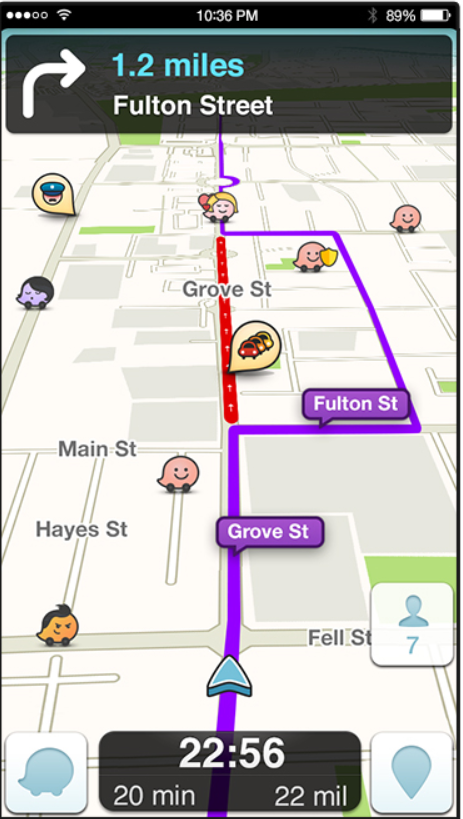 10:36 PM
89%
1.2 miles
Fulton Street
Grove St
Fulton St
Main St
Hayes St
Grove St
Fell St
7
22:56
20 min
22 mil